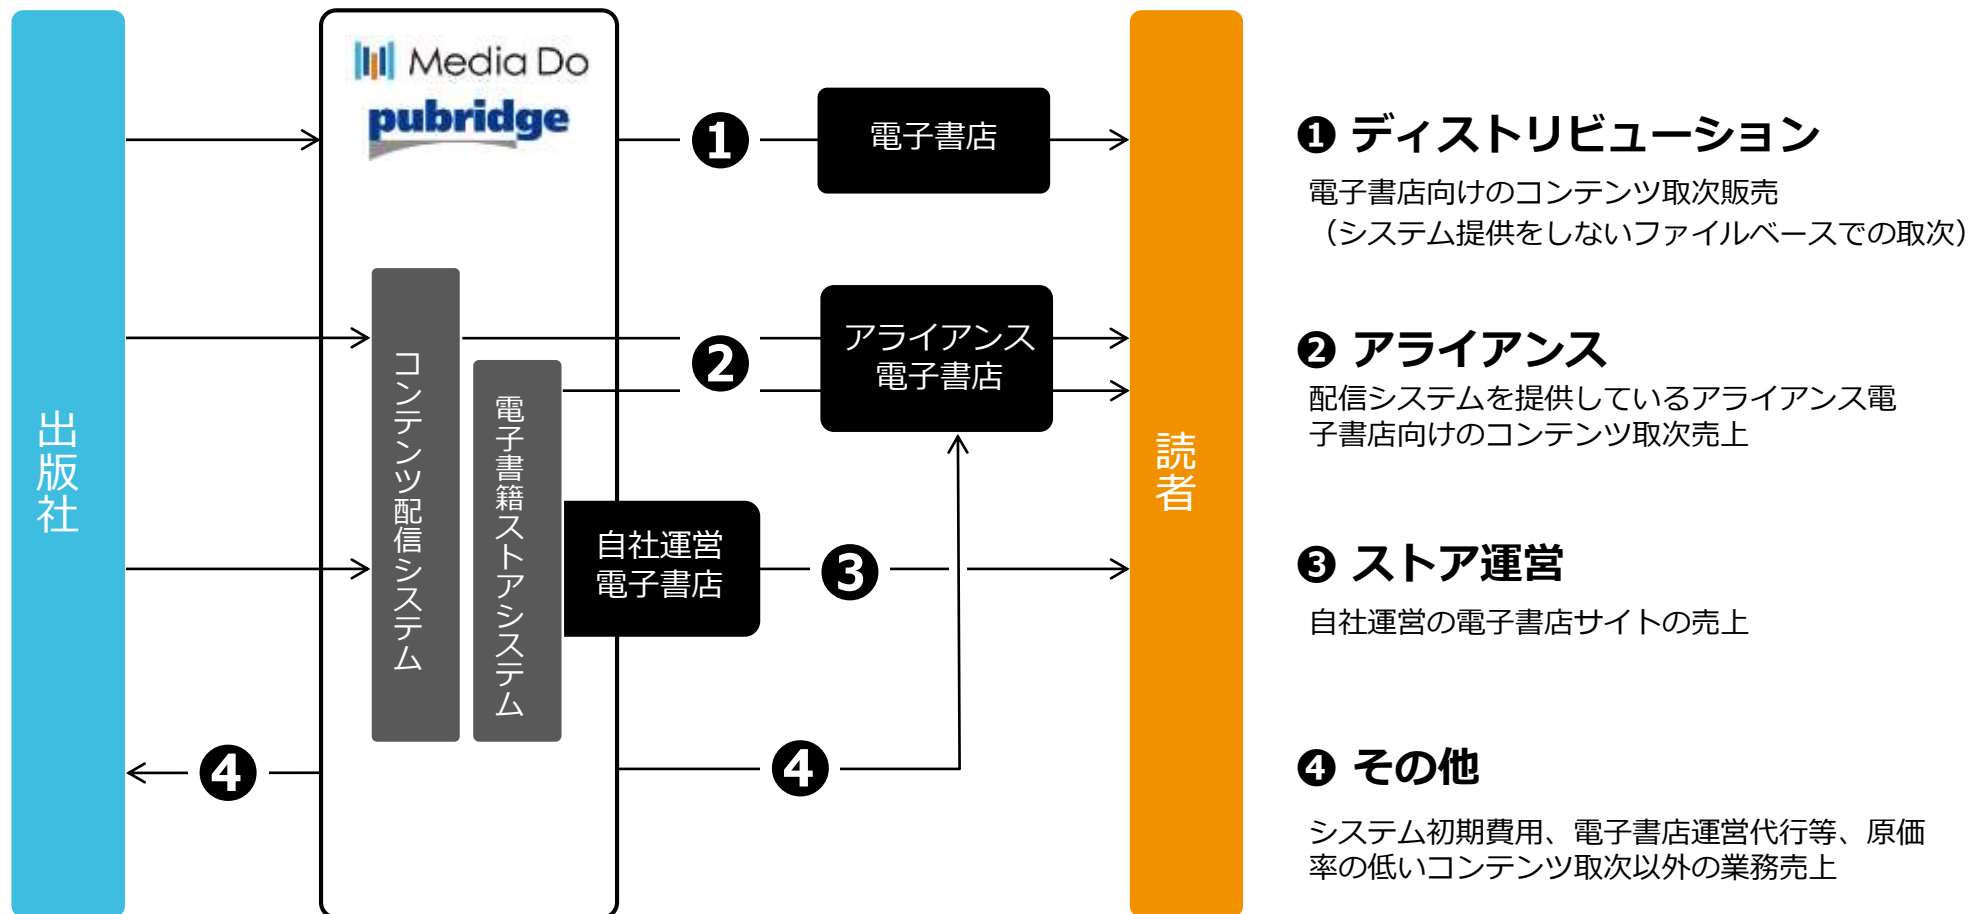 出版社
Media Do
pubridge
コンテンツ配信システム
電子書籍ストアシステム
❶
電子書店
❷
アライアンス
電子書店
自社運営
電子書店
❸
❹
❹
読者
❶ ディストリビューション
電子書店向けのコンテンツ取次販売
（システム提供をしないファイルベースでの取次）
❷ アライアンス
配信システムを提供しているアライアンス電
子書店向けのコンテンツ取次売上
❸ ストア運営
自社運営の電子書店サイトの売上
❹ その他
システム初期費用、電子書店運営代行等、原価
率の低いコンテンツ取次以外の業務売上